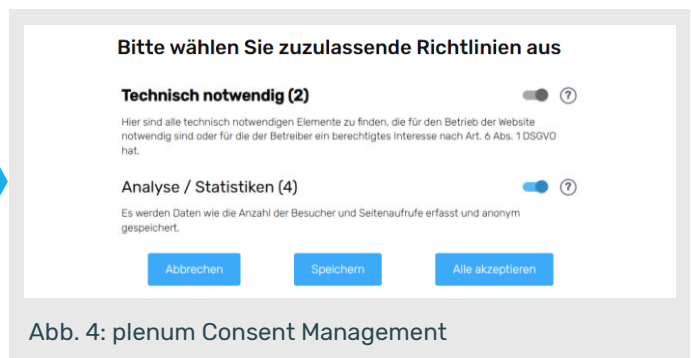 Bitte wählen Sie zuzulassende Richtlinien aus
Technisch notwendig (2)
?
Hier sind alle technisch notwendigen Elemente zu finden, die für den Betrieb der Website
notwendig sind oder für die der Betreiber ein berechtigtes Interesse nach Art. 6 Abs. 1 DSGVO
hat.
Analyse / Statistiken (4)
?
Es werden Daten wie die Anzahl der Besucher und Seitenaufrufe erfasst und anonym
gespeichert.
Abbrechen
Speichern
Alle akzeptieren
Abb. 4: plenum Consent Management